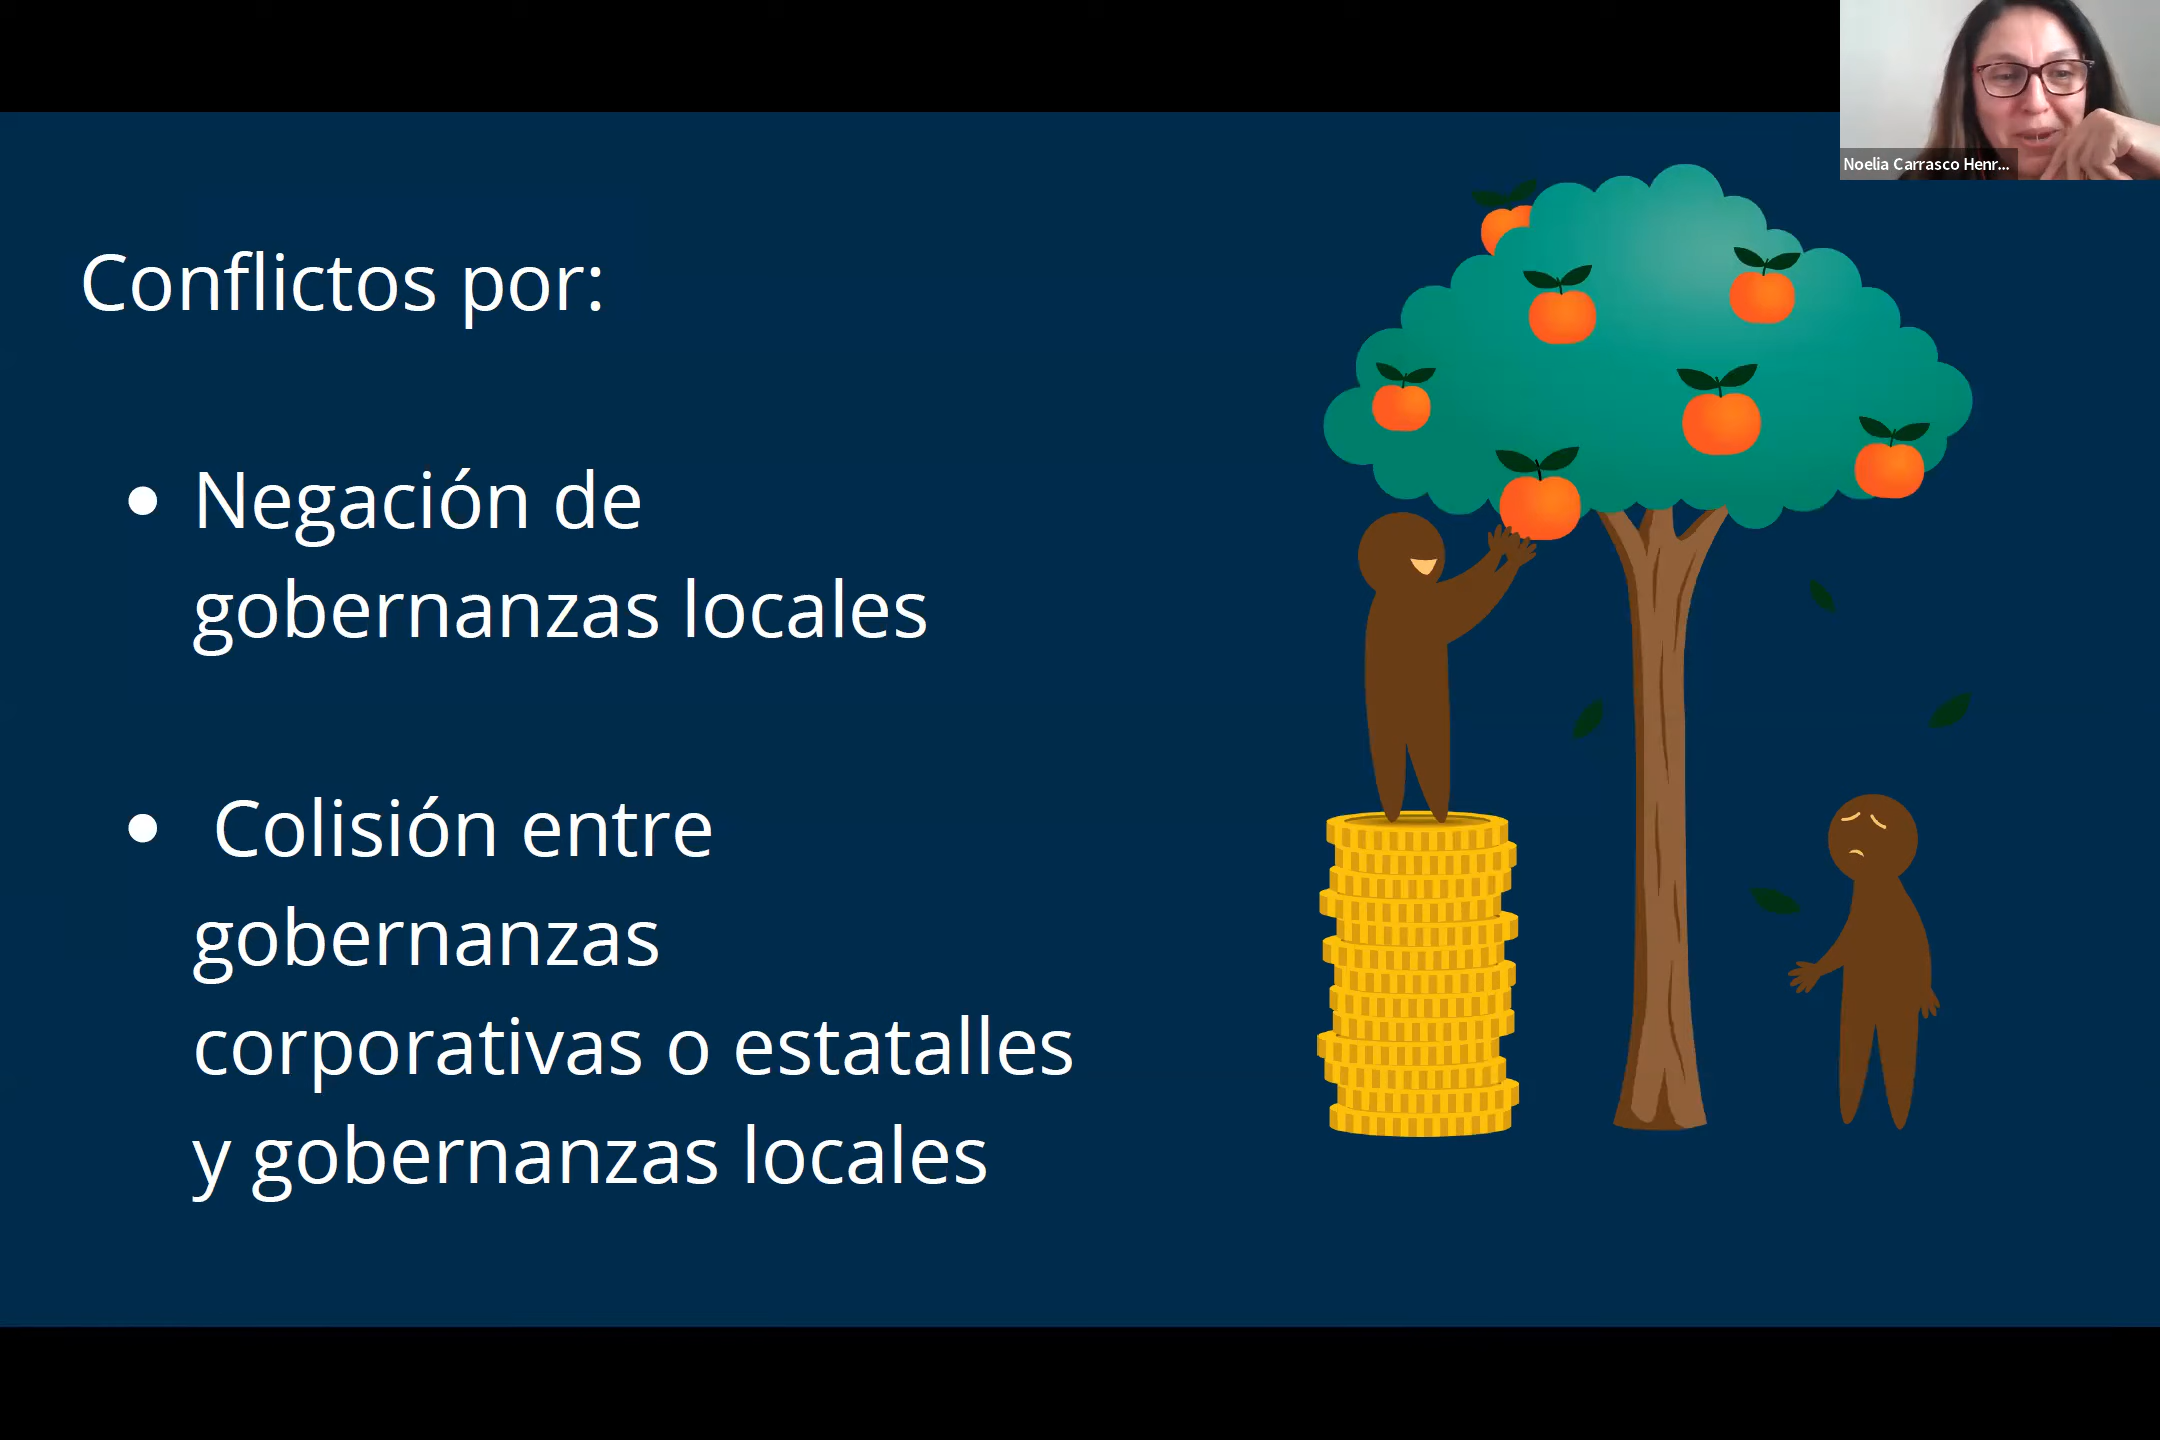 Noelia Carrasco Henr...
Conflictos por:
• Negación de
gobernanzas locales
• Colisión entre
gobernanzas
corporativas o estatalles
y gobernanzas locales